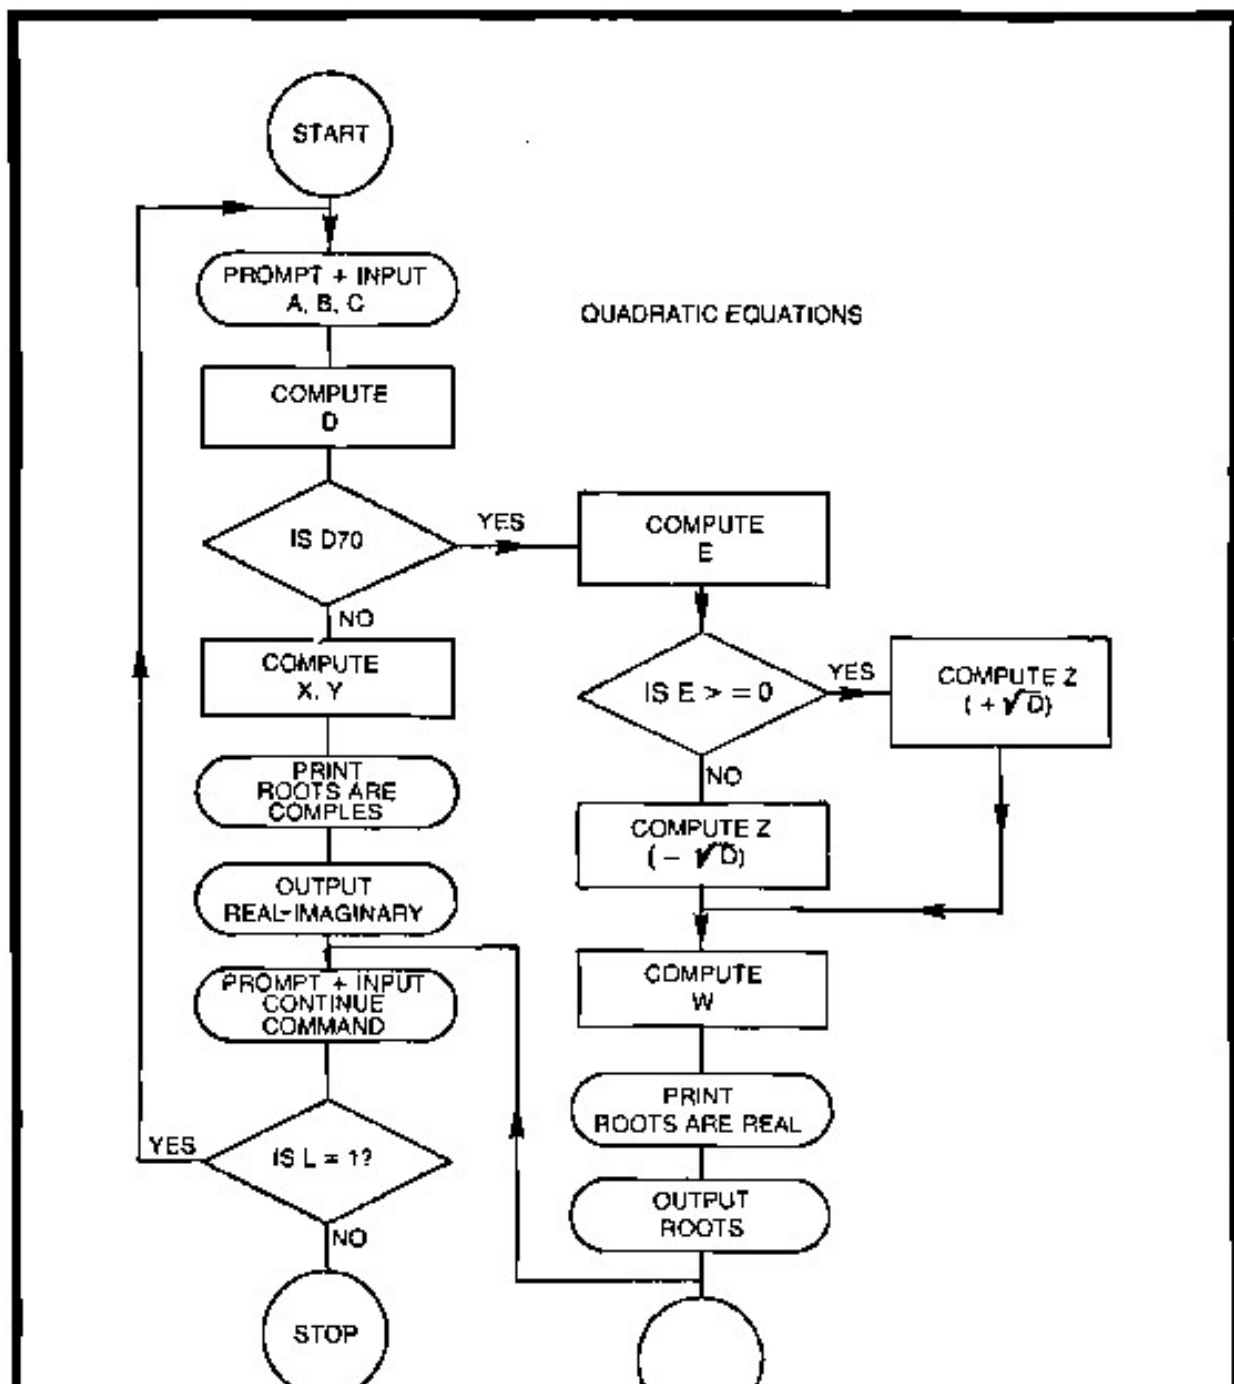 START
PROMPT + INPUT
A, B, C
QUADRATIC EQUATIONS
COMPUTE
D
IS D70
YES
NO
COMPUTE
E
COMPUTE
X, Y
IS E > = 0
YES
NO
COMPUTE Z
( + √D)
PRINT
ROOTS ARE
COMPLES
COMPUTE Z
( - √D)
OUTPUT
REAL-IMAGINARY
PROMPT + INPUT
CONTINUE
COMMAND
COMPUTE
W
PRINT
ROOTS ARE REAL
YES
IS L = 1?
NO
OUTPUT
ROOTS
STOP